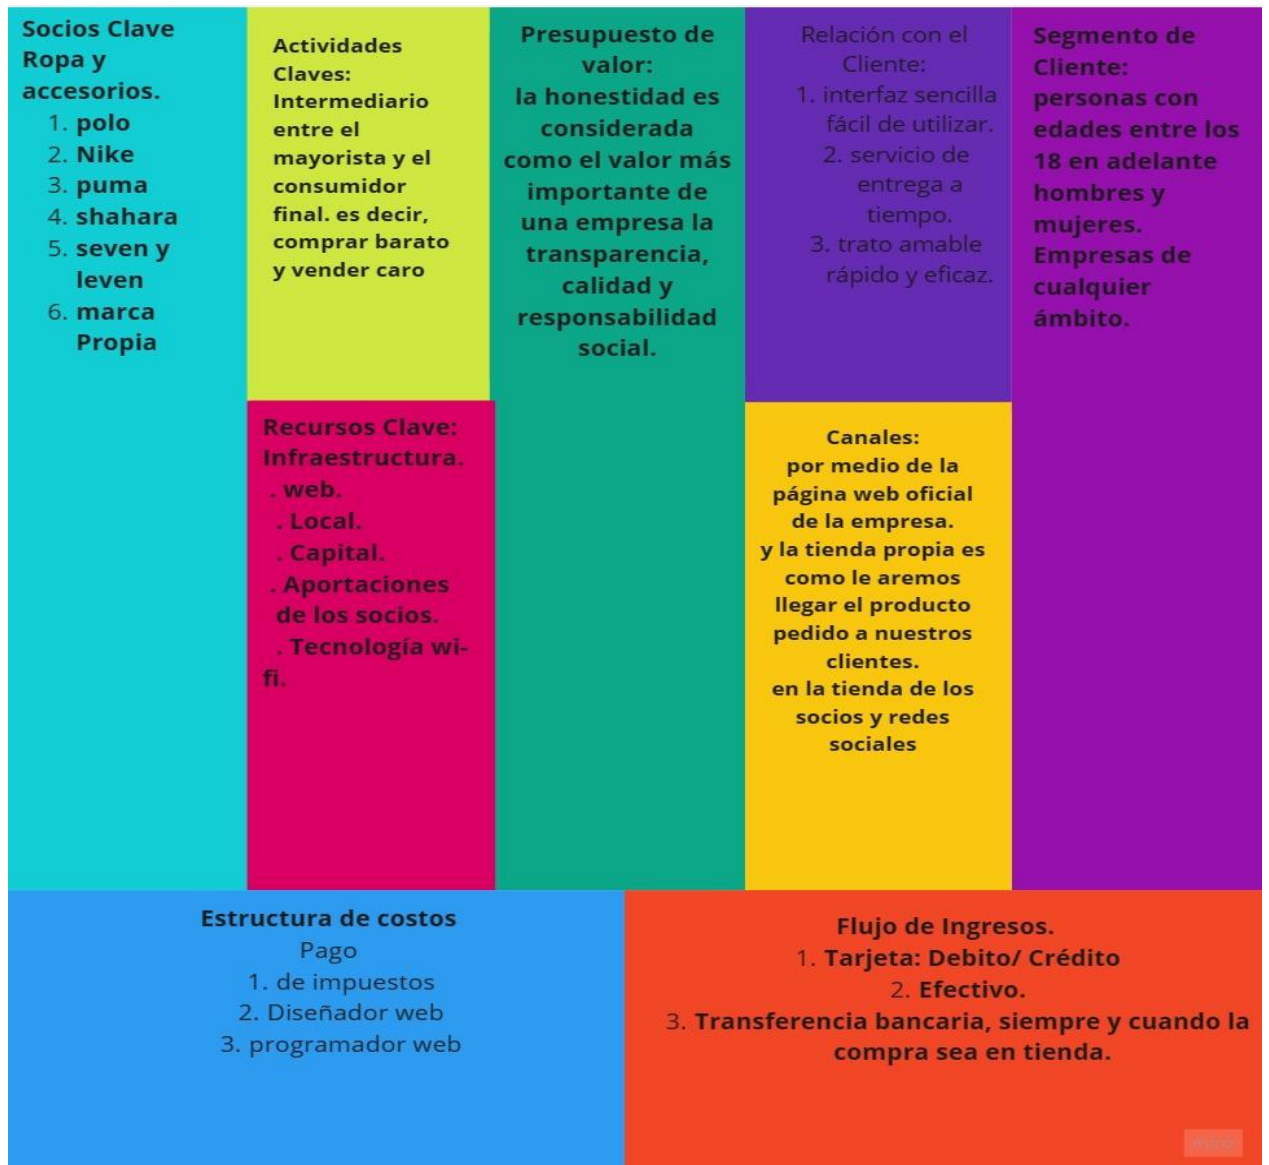 Socios Clave
Ropa y
accesorios.
1. polo
2. Nike
3. puma
4. shahara
5. seven y
leven
6. marca
Propia
Actividades
Claves:
Intermediario
entre el
mayorista y el
consumidor
final. es decir,
comprar barato
y vender caro
Recursos Clave:
Infraestructura.
. web.
. Local.
. Capital.
. Aportaciones
de los socios.
. Tecnología wi-
fi.
Presupuesto de
valor:
la honestidad es
considerada
como el valor más
importante de
una empresa la
transparencia,
calidad y
responsabilidad
social.
Relación con el
Cliente:
1. interfaz sencilla
fácil de utilizar.
2. servicio de
entrega a
tiempo.
3. trato amable
rápido y eficaz.
Canales:
por medio de la
página web oficial
de la empresa.
y la tienda propia es
como le aremos
llegar el producto
pedido a nuestros
clientes.
en la tienda de los
socios y redes
sociales
Segmento de
Cliente:
personas con
edades entre los
18 en adelante
hombres y
mujeres.
Empresas de
cualquier
ámbito.
Estructura de costos
Pago
1. de impuestos
2. Diseñador web
3. programador web
Flujo de Ingresos.
1. Tarjeta: Debito/ Crédito
2. Efectivo.
3. Transferencia bancaria, siempre y cuando la
compra sea en tienda.
miro